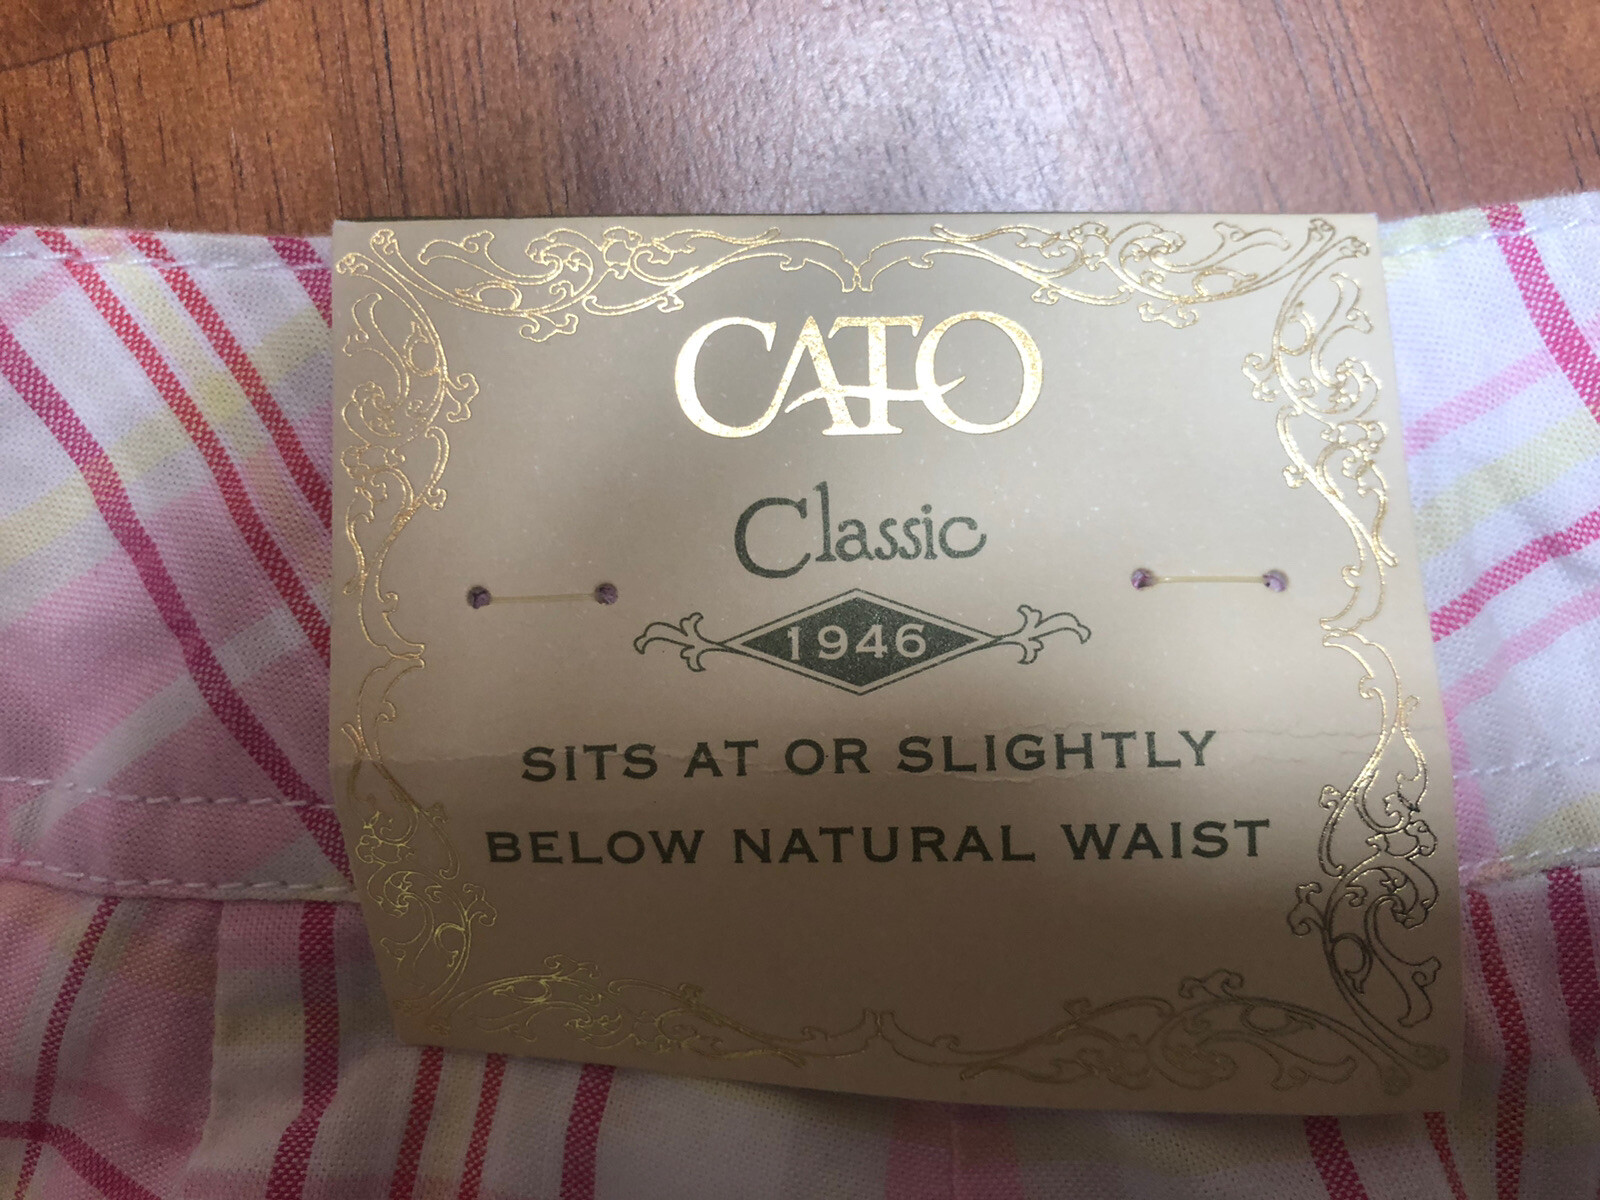 CATO
Classic
1946
SITS AT OR SLIGHTLY
BELOW NATURAL WAIST